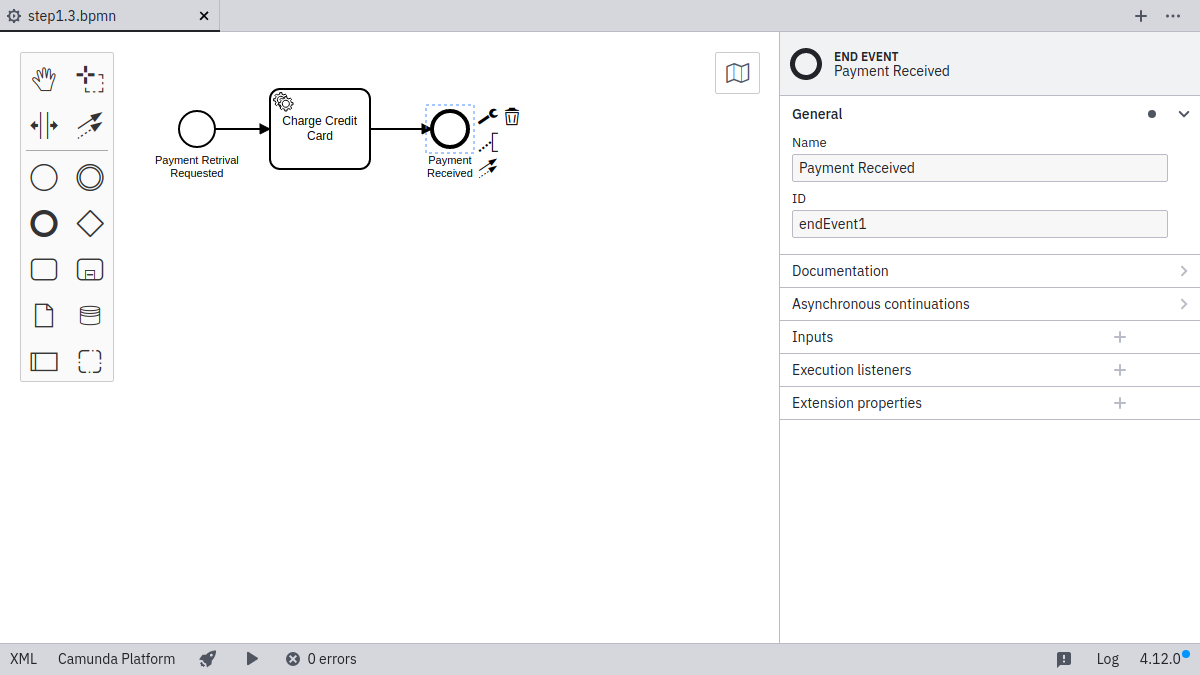 step1.3.bpmn
Payment Retrival
Requested
Charge Credit
Card
Payment
Received
END EVENT
Payment Received
General
Name
Payment Received
ID
endEvent1
Documentation
Asynchronous continuations
Inputs
Execution listeners
Extension properties
XML Camunda Platform 0 errors Log 4.12.0